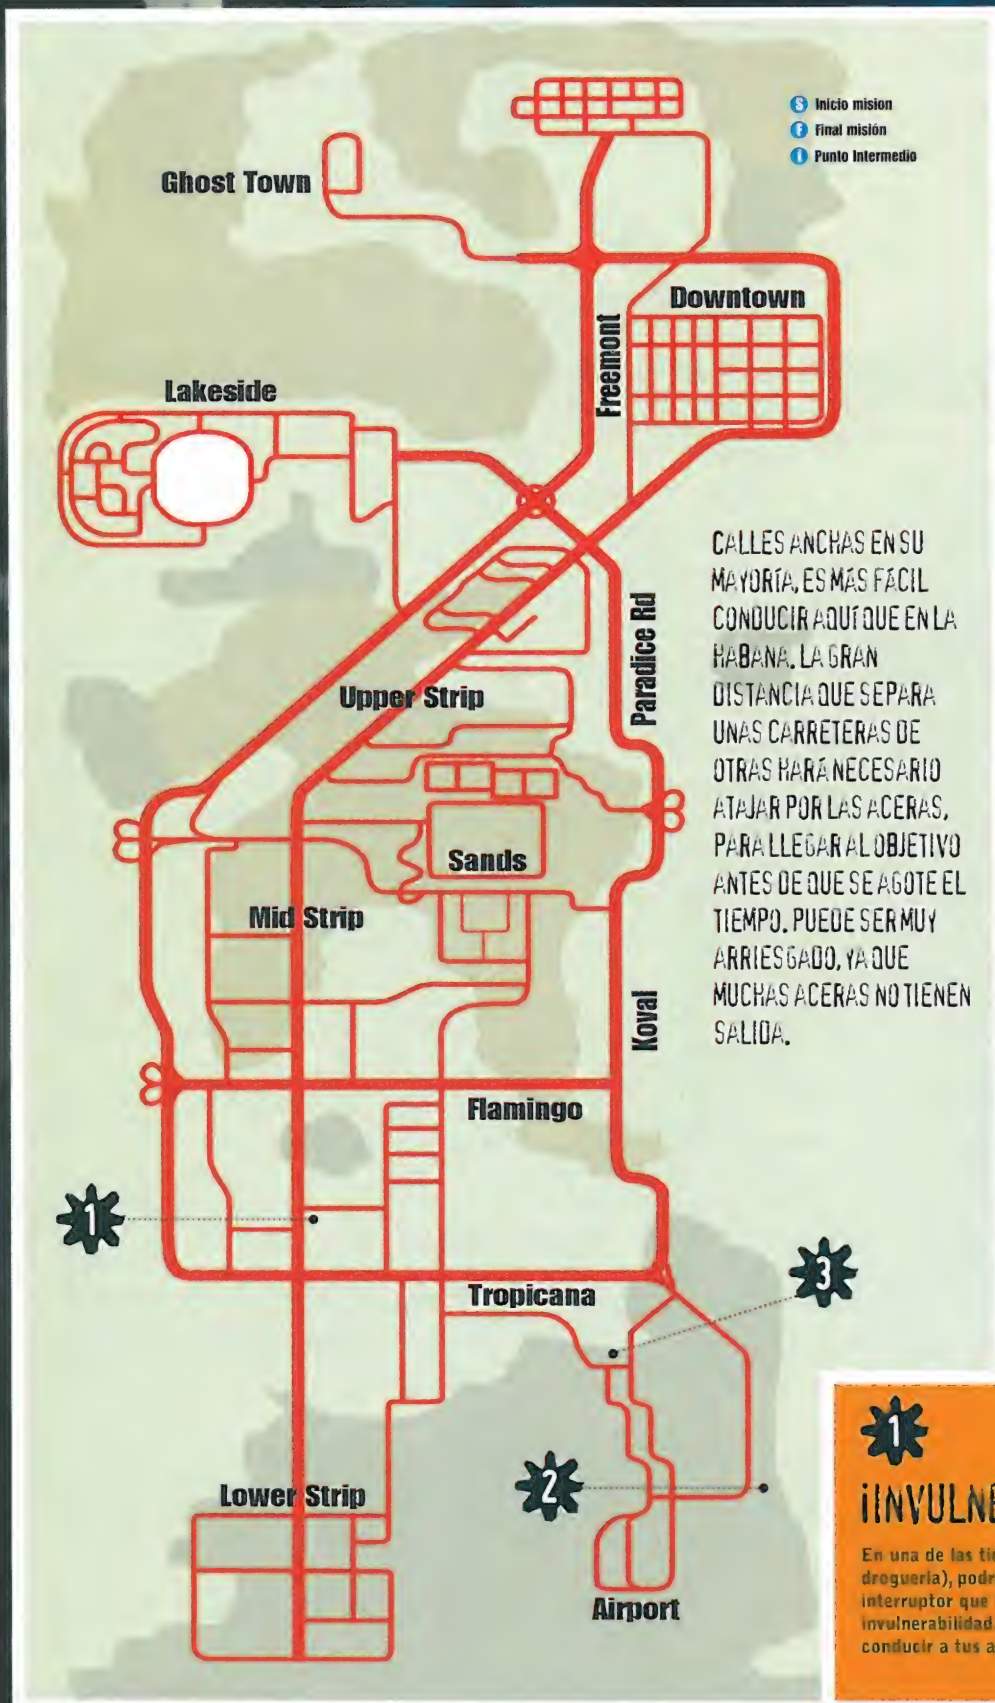 S Inicio mision
F Final misión
I Punto Intermedio
Ghost Town
Downtown
Freemont
Lakeside
CALLES ANCHAS EN SU
MAYORÍA, ES MÁS FÁCIL
CONDUCIR AQUÍ QUE EN LA
HABANA. LA GRAN
DISTANCIA QUE SEPARA
UNAS CARRETERAS DE
OTRAS HARÁ NECESARIO
ATAJAR POR LAS ACERAS,
PARA LLEGAR AL OBJETIVO
ANTES DE QUE SE AGOTE EL
TIEMPO. PUEDE SER MUY
ARRIESGADO, YA QUE
MUCHAS ACERAS NO TIENEN
SALIDA.
Paradice Rd
Upper Strip
Sands
Mid Strip
Koval
Flamingo
1
3
Tropicana
2
Lower Strip
Airport
1
¡INVULNE
En una de las tie
droguería), podr
interruptor que
invulnerabilidad
conducir a tus a